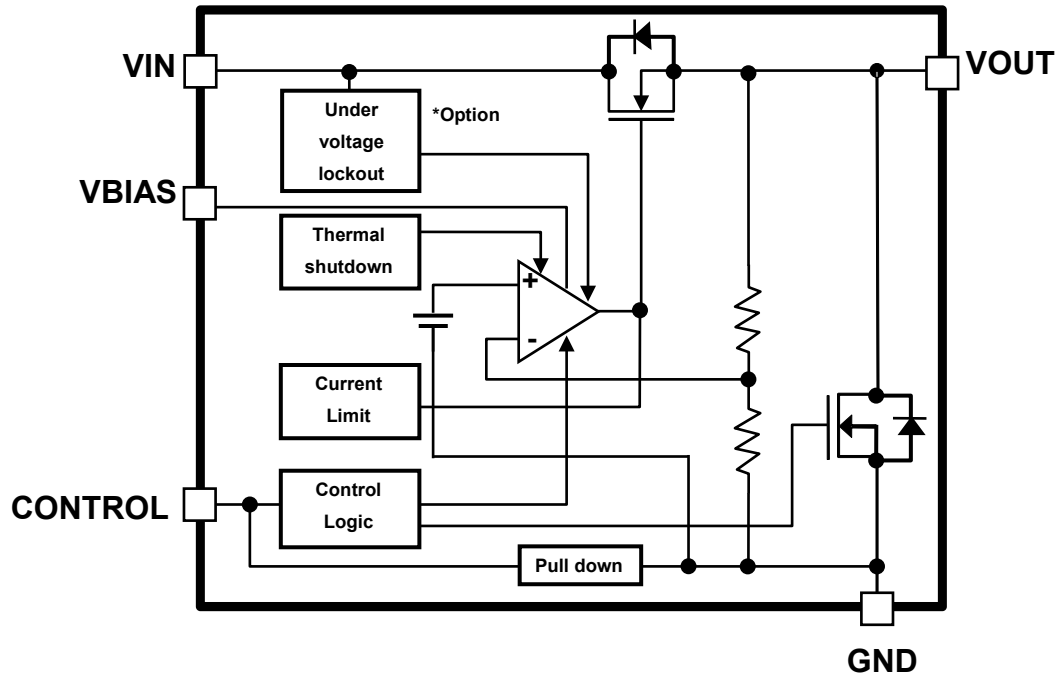 VIN
VOUT
Under
voltage
lockout
*Option
VBIAS
Thermal
shutdown
+
-
Current
Limit
CONTROL
Control
Logic
Pull down
GND